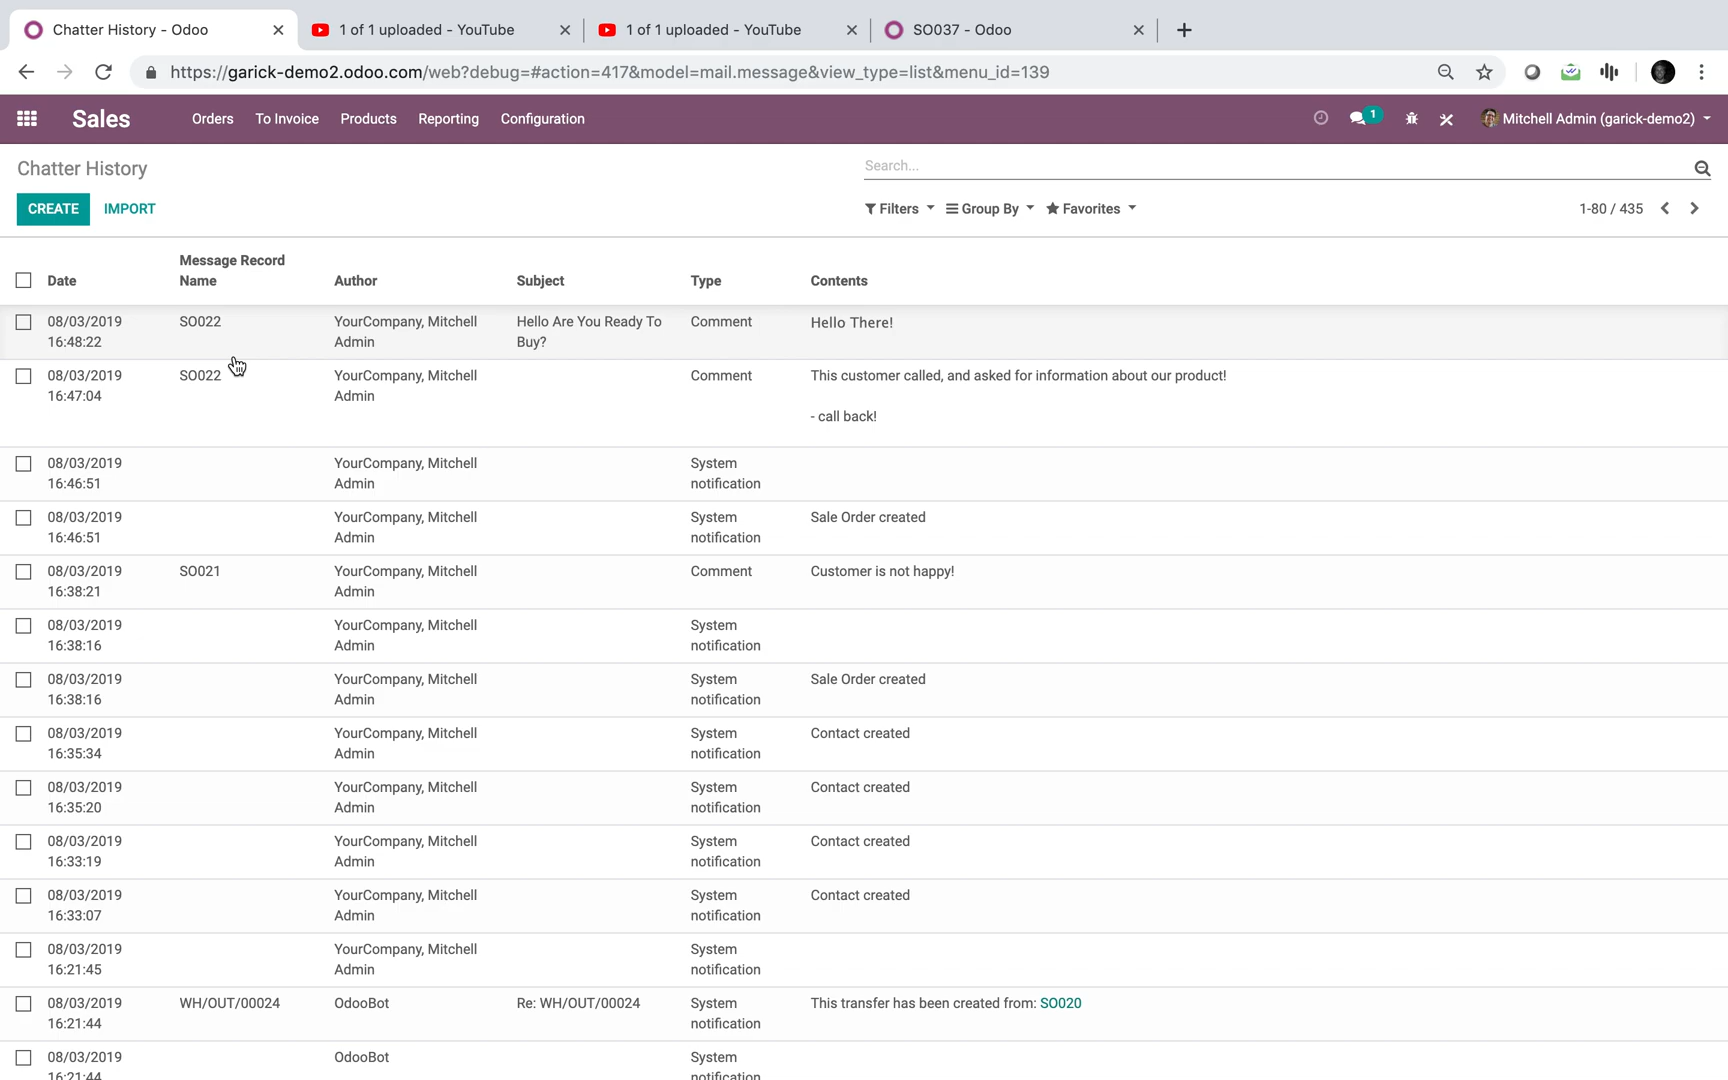 Chatter History - Odoo
1 of 1 uploaded - YouTube
1 of 1 uploaded - YouTube
SO037 - Odoo
https://garick-demo2.odoo.com/web?debug=#action=417&model=mail.message&view_type=list&menu_id=139
Sales Orders To Invoice Products Reporting Configuration 1 Mitchell Admin (garick-demo2)
Chatter History
Search...
CREATE IMPORT Filters Group By Favorites 1-80 / 435
Message Record
Date Name Author Subject Type Contents
08/03/2019 SO022 YourCompany, Mitchell Hello Are You Ready To Comment Hello There!
16:48:22 Admin Buy?
08/03/2019 SO022 YourCompany, Mitchell Comment This customer called, and asked for information about our product!
16:47:04 Admin
- call back!
08/03/2019 YourCompany, Mitchell System
16:46:51 Admin notification
08/03/2019 YourCompany, Mitchell System Sale Order created
16:46:51 Admin notification
08/03/2019 SO021 YourCompany, Mitchell Comment Customer is not happy!
16:38:21 Admin
08/03/2019 YourCompany, Mitchell System
16:38:16 Admin notification
08/03/2019 YourCompany, Mitchell System Sale Order created
16:38:16 Admin notification
08/03/2019 YourCompany, Mitchell System Contact created
16:35:34 Admin notification
08/03/2019 YourCompany, Mitchell System Contact created
16:35:20 Admin notification
08/03/2019 YourCompany, Mitchell System Contact created
16:33:19 Admin notification
08/03/2019 YourCompany, Mitchell System Contact created
16:33:07 Admin notification
08/03/2019 YourCompany, Mitchell System
16:21:45 Admin notification
08/03/2019 WH/OUT/00024 OdooBot Re: WH/OUT/00024 System This transfer has been created from: SO020
16:21:44 notification
08/03/2019 OdooBot System
16:21:44 notification